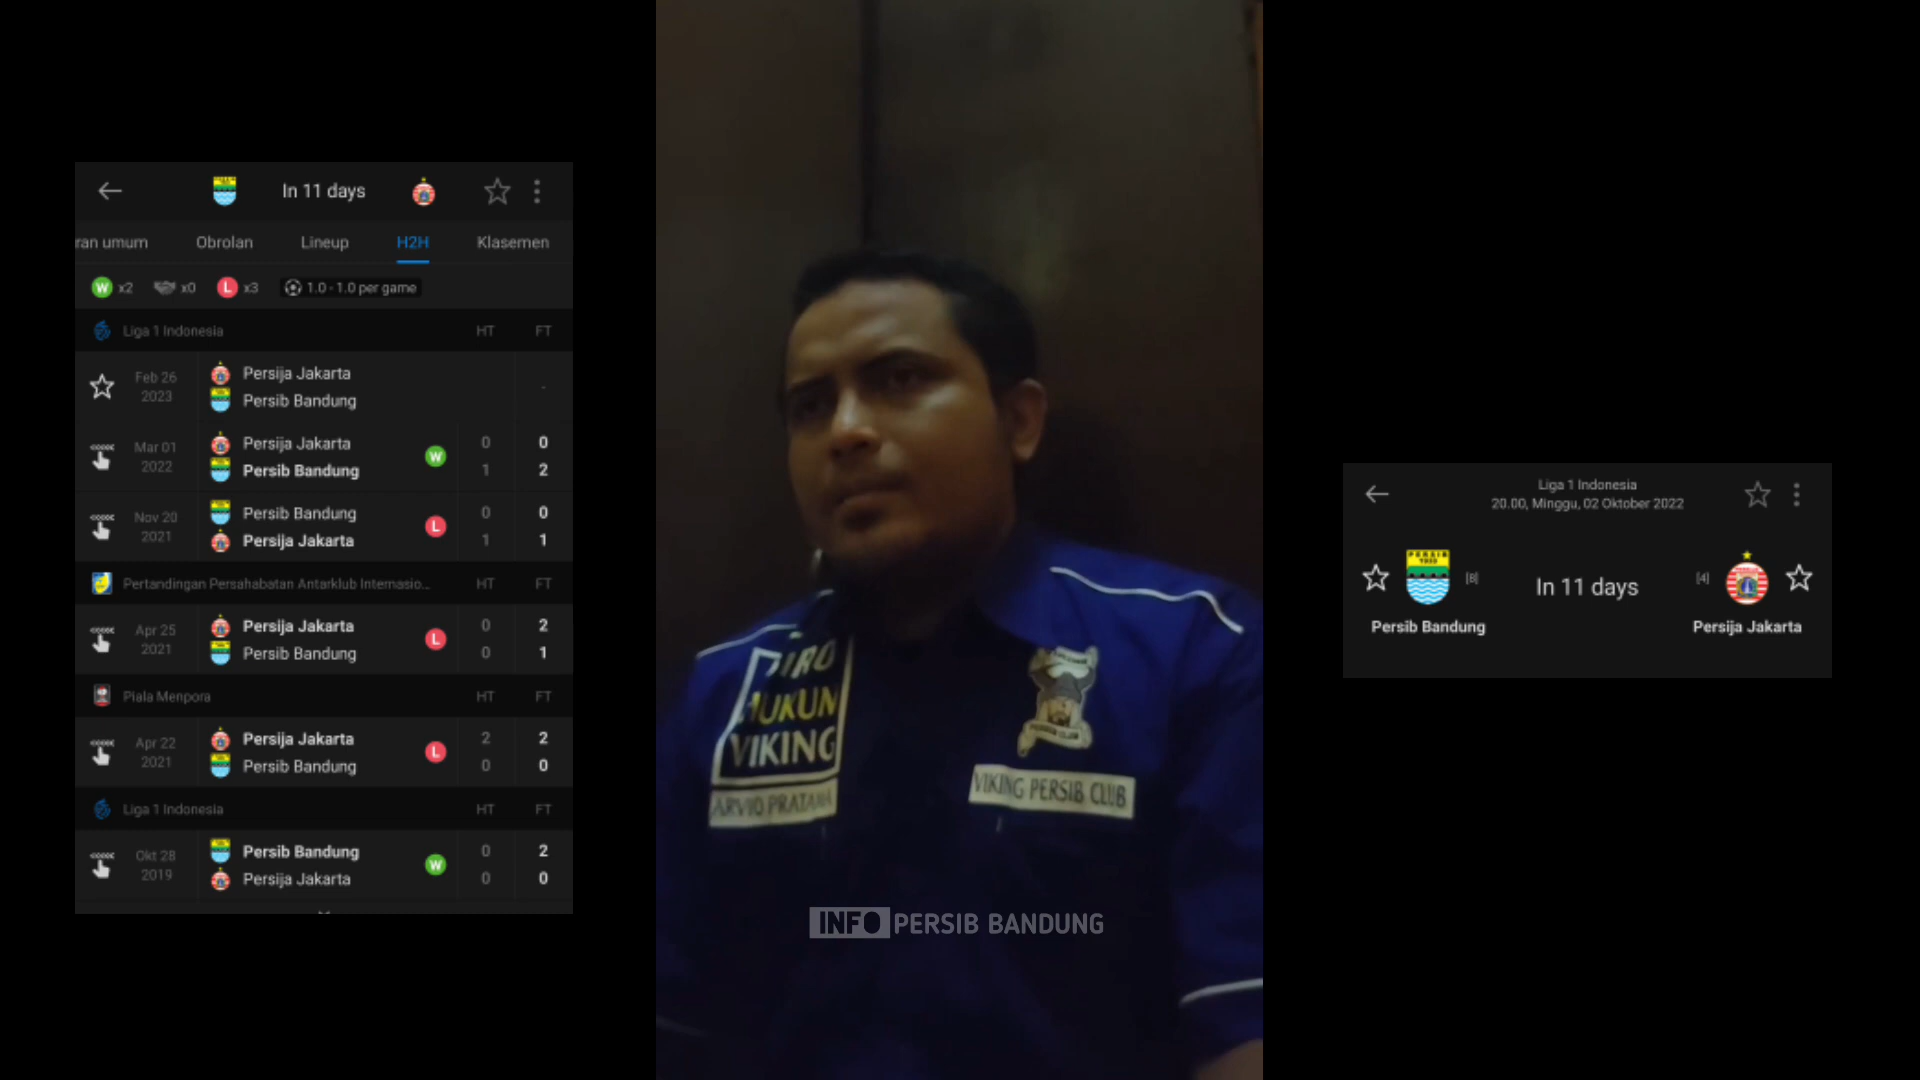 In 11 days
ran umum Obrolan Lineup H2H Klasemen
W x2 x0 L x3 1.0 - 1.0 per game
Liga 1 Indonesia HT FT
Feb 26 2023
Persija Jakarta
Persib Bandung
-
Mar 01 2022
Persija Jakarta 0 0
Persib Bandung 1 2
W
Nov 20 2021
Persib Bandung 0 0
Persija Jakarta 1 1
L
Pertandingan Persahabatan Antarklub Internasio... HT FT
Apr 25 2021
Persija Jakarta 0 2
Persib Bandung 0 1
L
Piala Menpora HT FT
Apr 22 2021
Persija Jakarta 2 2
Persib Bandung 0 0
L
Liga 1 Indonesia HT FT
Okt 28 2019
Persib Bandung 0 2
Persija Jakarta 0 0
W
BIRO
HUKUM
VIKING
ARVIO PRATAMA
VIKING PERSIB CLUB
INFO PERSIB BANDUNG
Liga 1 Indonesia
20.00, Minggu, 02 Oktober 2022
PERSIB
[8] In 11 days [4]
Persib Bandung Persija Jakarta